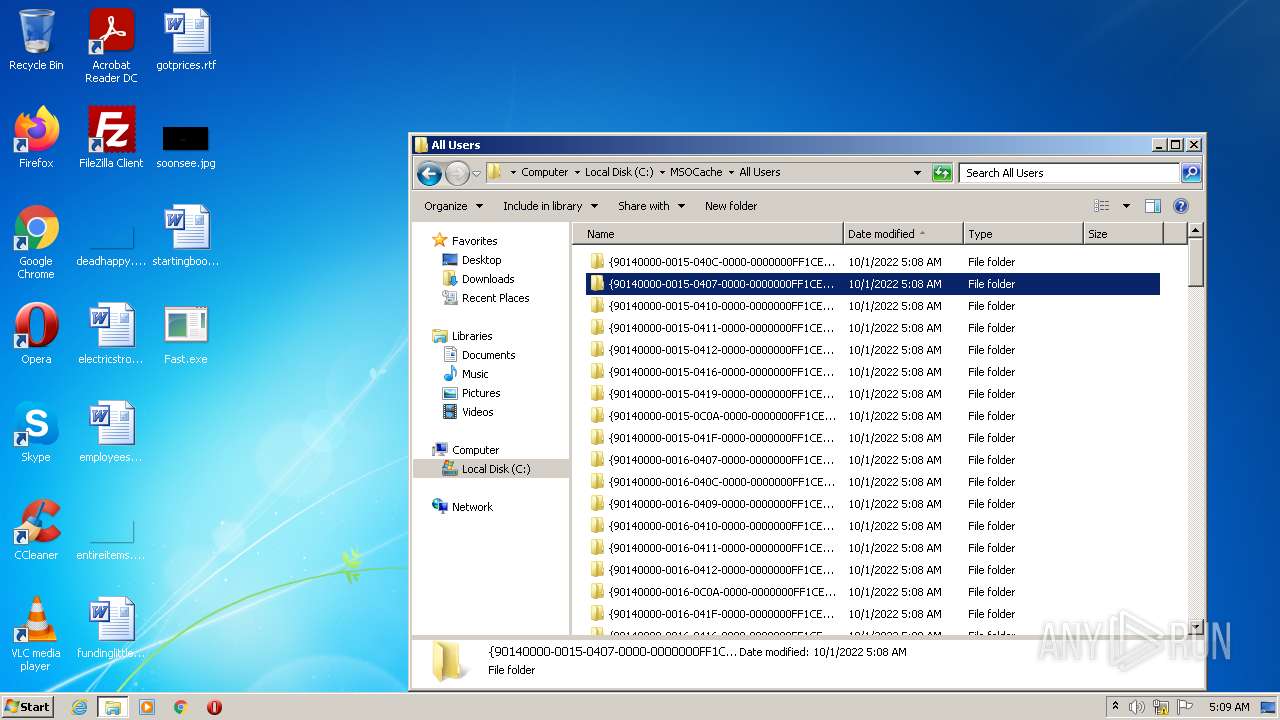 Recycle Bin
Acrobat
Reader DC
gotprices.rtf
Firefox
FileZilla Client
soonsee.jpg
Google
Chrome
deadhappy....
startingboo...
Opera
electricstro...
Fast.exe
Skype
employees...
CCleaner
entireitems....
VLC media
player
fundinglittle...
All Users
Computer
Local Disk (C:)
MSOCache
All Users
Search All Users
Organize
Include in library
Share with
New folder
Favorites
Desktop
Downloads
Recent Places
Libraries
Documents
Music
Pictures
Videos
Computer
Local Disk (C:)
Network
Name Date modified Type Size
{90140000-0015-040C-0000-0000000FF1CE... 10/1/2022 5:08 AM File folder
{90140000-0015-0407-0000-0000000FF1CE... 10/1/2022 5:08 AM File folder
{90140000-0015-0410-0000-0000000FF1CE... 10/1/2022 5:08 AM File folder
{90140000-0015-0411-0000-0000000FF1CE... 10/1/2022 5:08 AM File folder
{90140000-0015-0412-0000-0000000FF1CE... 10/1/2022 5:08 AM File folder
{90140000-0015-0416-0000-0000000FF1CE... 10/1/2022 5:08 AM File folder
{90140000-0015-0419-0000-0000000FF1CE... 10/1/2022 5:08 AM File folder
{90140000-0015-0C0A-0000-0000000FF1CE... 10/1/2022 5:08 AM File folder
{90140000-0015-041F-0000-0000000FF1CE... 10/1/2022 5:08 AM File folder
{90140000-0016-0407-0000-0000000FF1CE... 10/1/2022 5:08 AM File folder
{90140000-0016-040C-0000-0000000FF1CE... 10/1/2022 5:08 AM File folder
{90140000-0016-0409-0000-0000000FF1CE... 10/1/2022 5:08 AM File folder
{90140000-0016-0410-0000-0000000FF1CE... 10/1/2022 5:08 AM File folder
{90140000-0016-0411-0000-0000000FF1CE... 10/1/2022 5:08 AM File folder
{90140000-0016-0412-0000-0000000FF1CE... 10/1/2022 5:08 AM File folder
{90140000-0016-0C0A-0000-0000000FF1CE... 10/1/2022 5:08 AM File folder
{90140000-0016-041F-0000-0000000FF1CE... 10/1/2022 5:08 AM File folder
{90140000-0015-0407-0000-0000000FF1C... Date modified: 10/1/2022 5:08 AM
File folder
ANY RUN
Start
5:09 AM